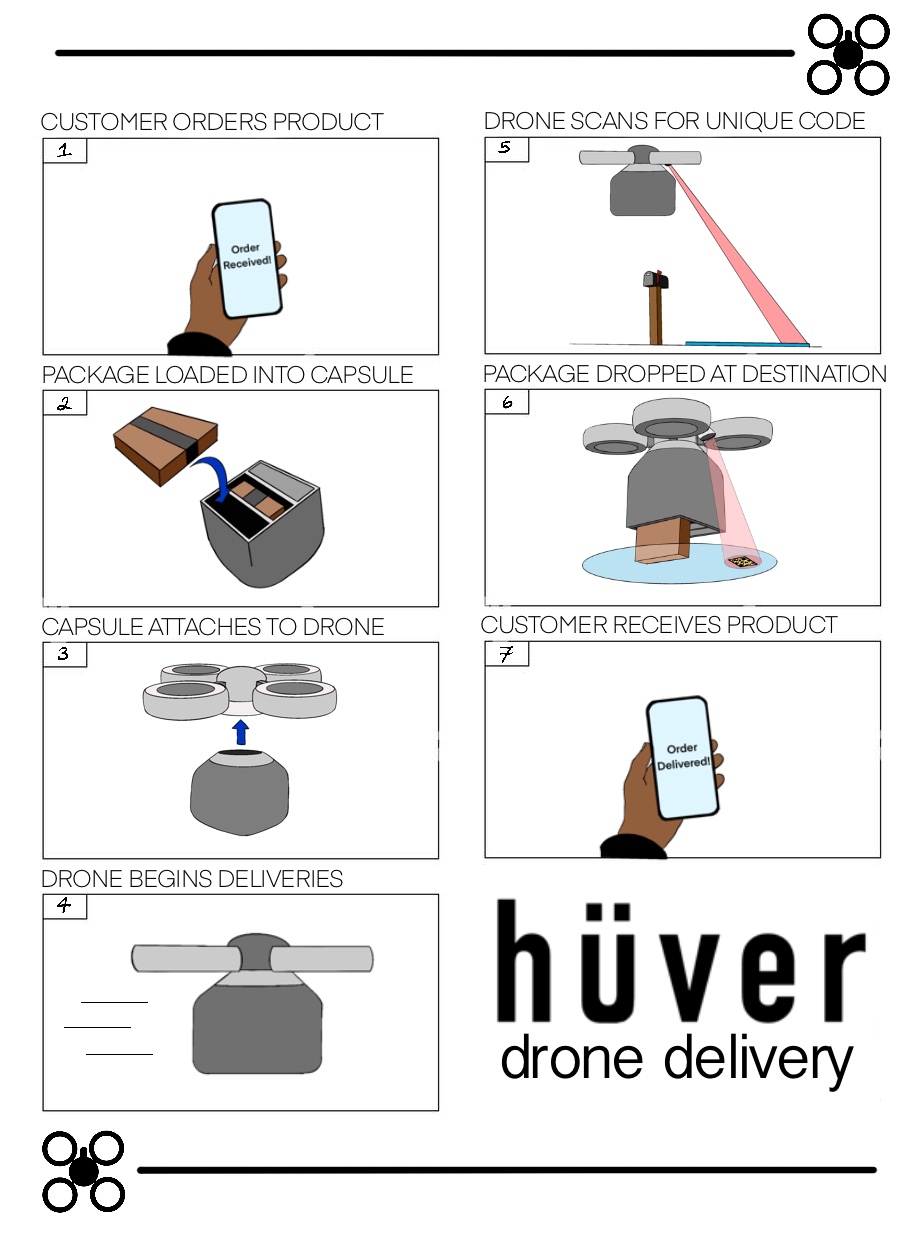 CUSTOMER ORDERS PRODUCT
1
Order
Received!
PACKAGE LOADED INTO CAPSULE
2
CAPSULE ATTACHES TO DRONE
3
DRONE BEGINS DELIVERIES
4
DRONE SCANS FOR UNIQUE CODE
5
PACKAGE DROPPED AT DESTINATION
6
CUSTOMER RECEIVES PRODUCT
7
Order
Delivered!
hüver
drone delivery